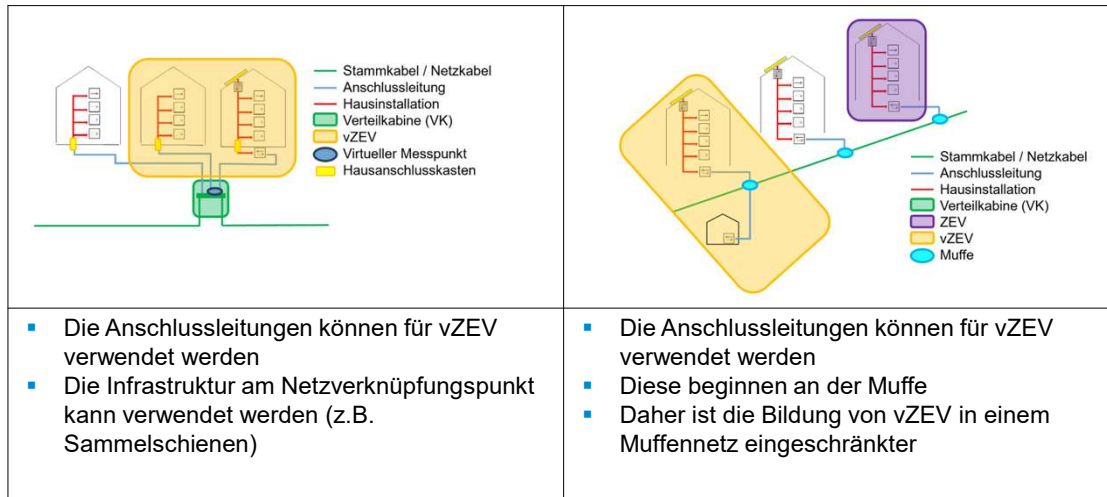 Stammkabel / Netzkabel
Anschlussleitung
Hausinstallation
Verteilkabine (VK)
vZEV
Virtueller Messpunkt
Hausanschlusskasten
Stammkabel / Netzkabel
Anschlussleitung
Hausinstallation
Verteilkabine (VK)
ZEV
vZEV
Muffe
▪ Die Anschlussleitungen können für vZEV
verwendet werden
▪ Die Infrastruktur am Netzverknüpfungspunkt
kann verwendet werden (z.B.
Sammelschienen)
▪ Die Anschlussleitungen können für vZEV
verwendet werden
▪ Diese beginnen an der Muffe
▪ Daher ist die Bildung von vZEV in einem
Muffennetz eingeschränkter